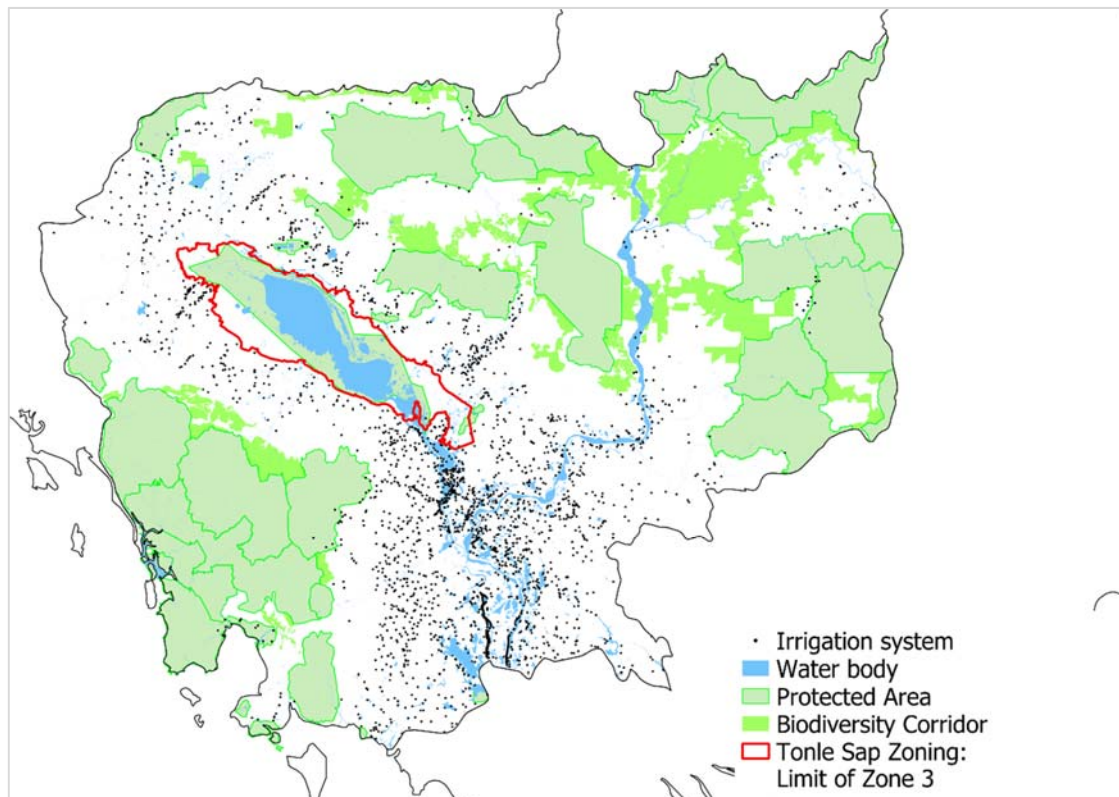 Irrigation system
Water body
Protected Area
Biodiversity Corridor
Tonle Sap Zoning:
Limit of Zone 3